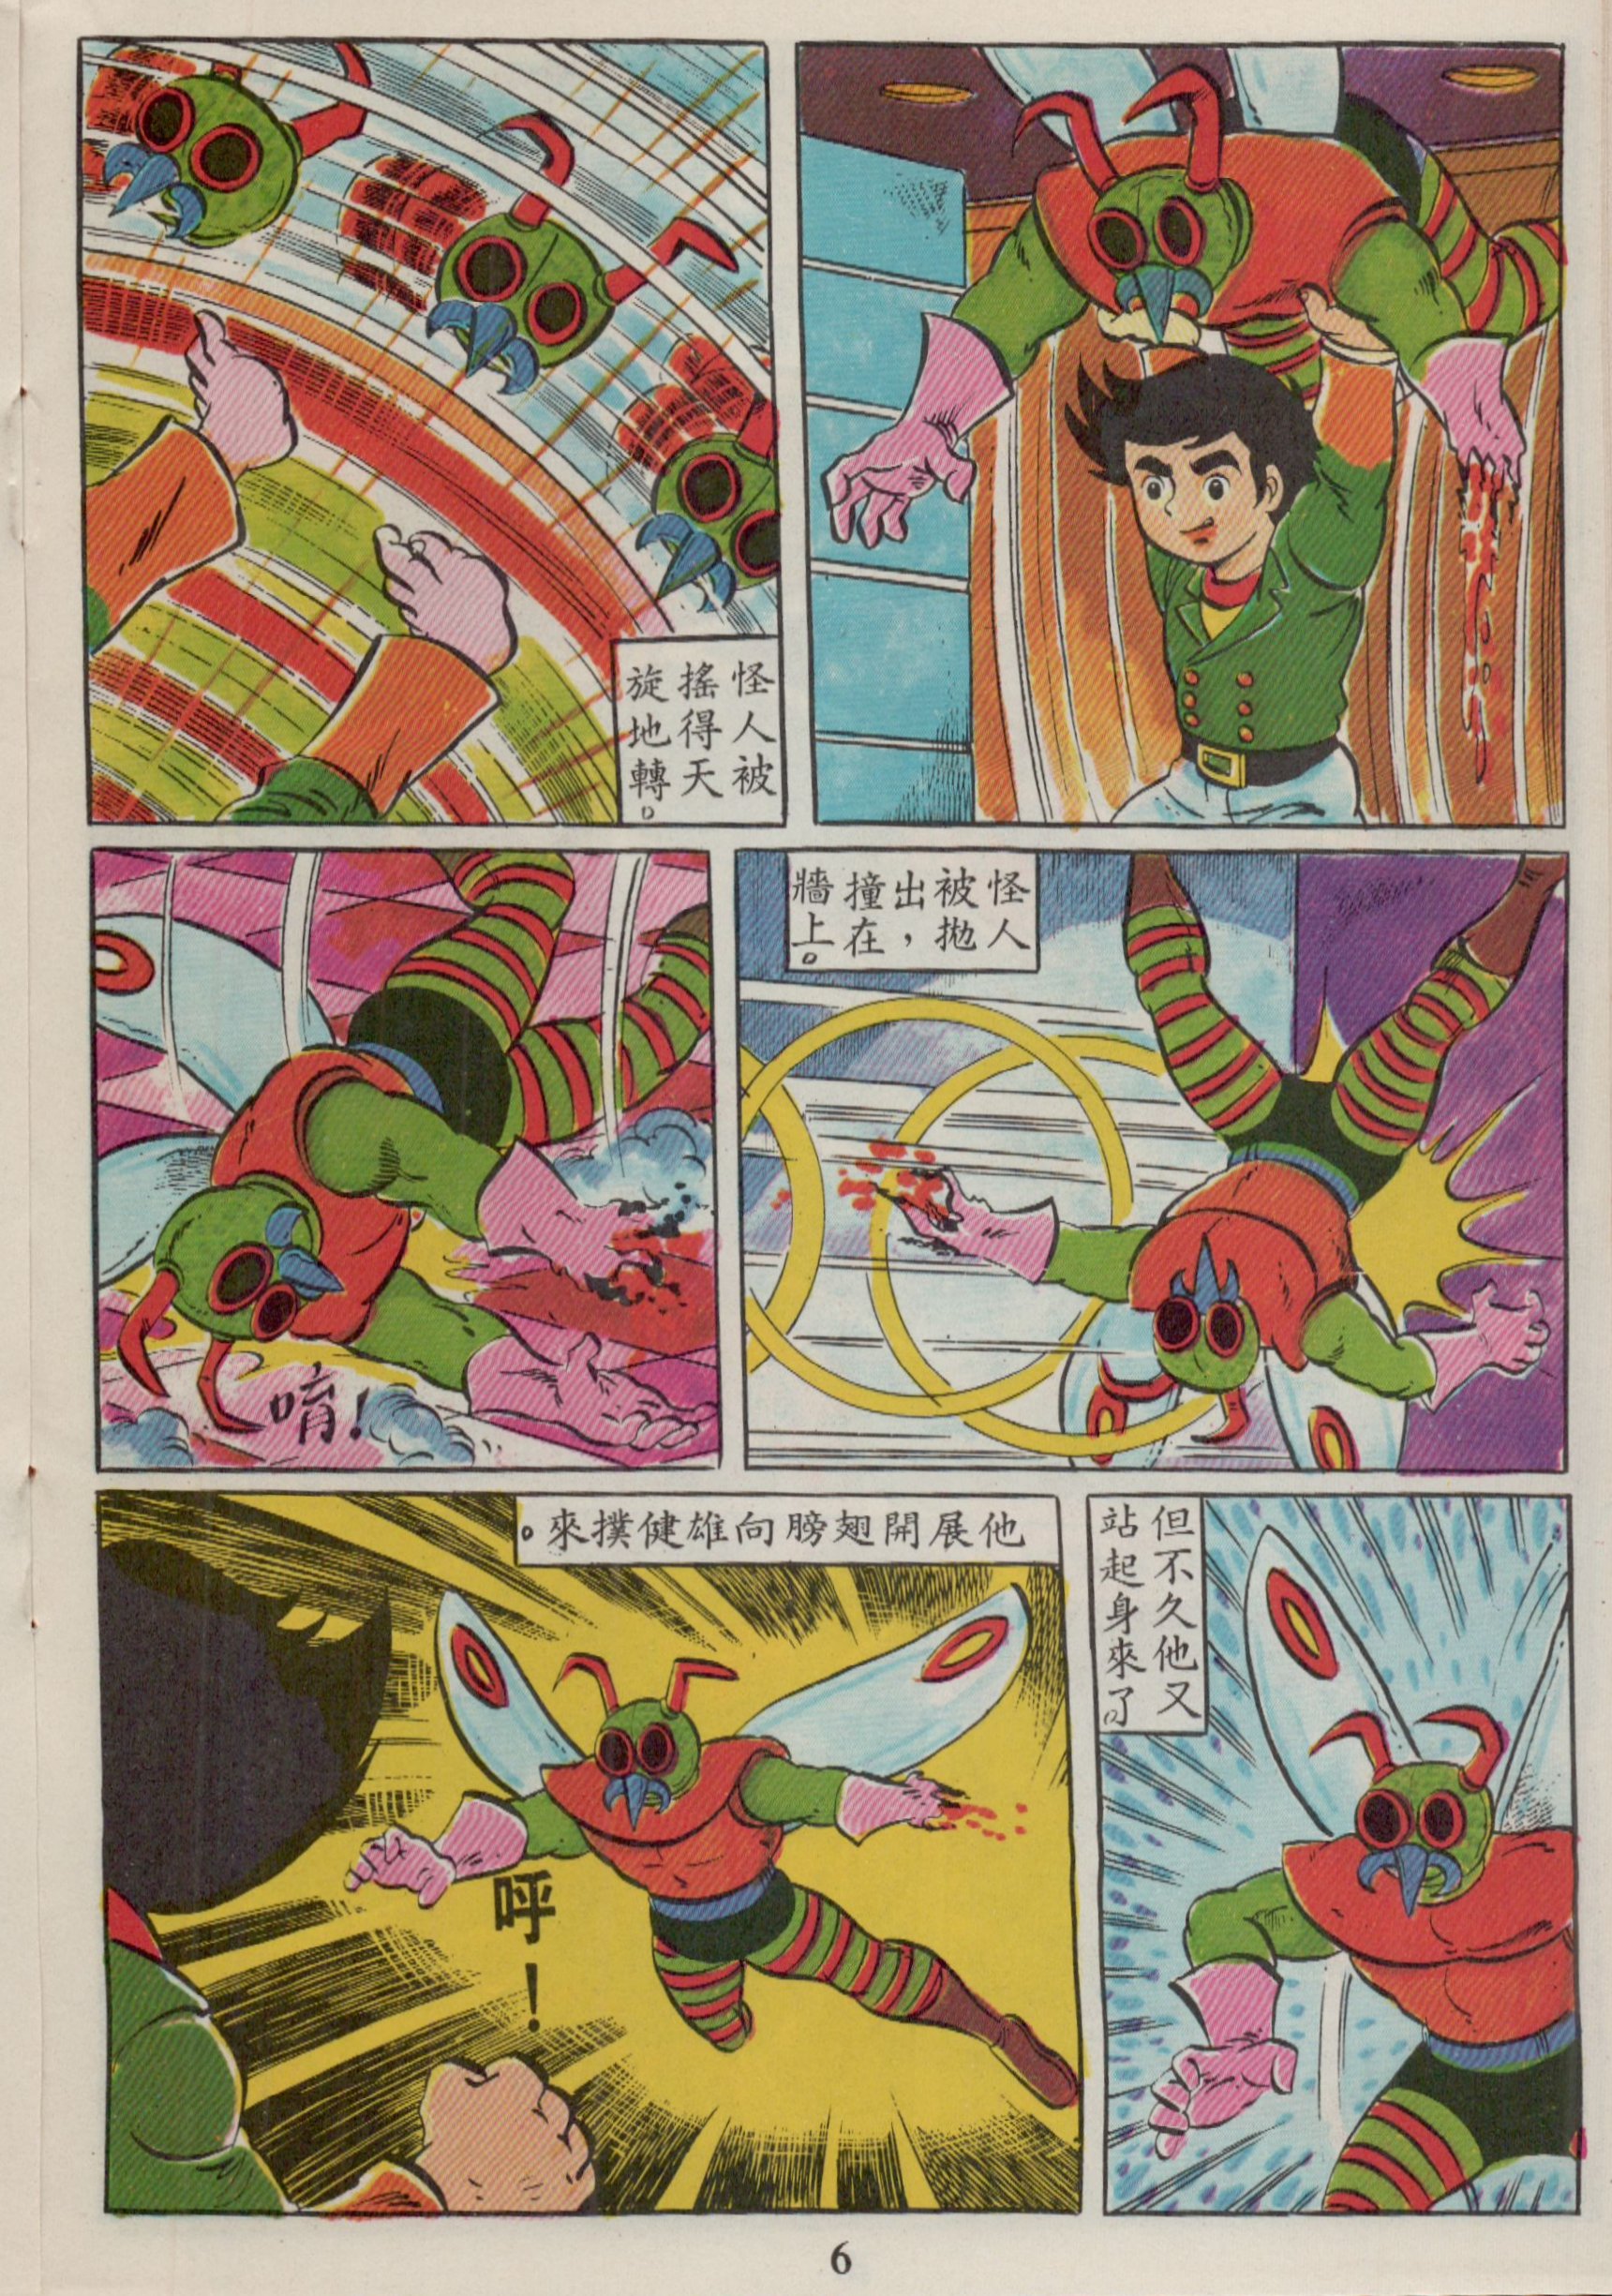 怪人被
搖得天
旋地轉。
怪人
被拋
出，
撞在
牆上。
唷！
但不久他又
站起身來了。
他展開翅膀向雄健撲來。
呼！
6